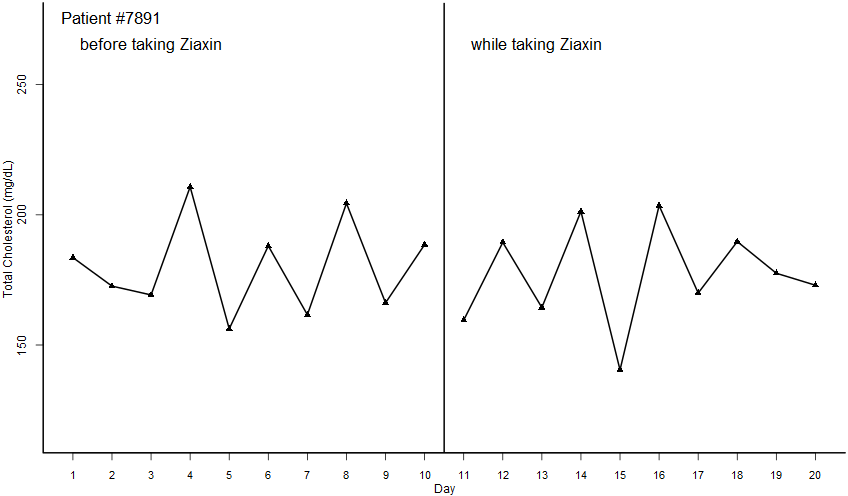 Patient #7891
before taking Ziaxin
while taking Ziaxin
Total Cholesterol (mg/dL)
250
200
150
1 2 3 4 5 6 7 8 9 10 11 12 13 14 15 16 17 18 19 20
Day